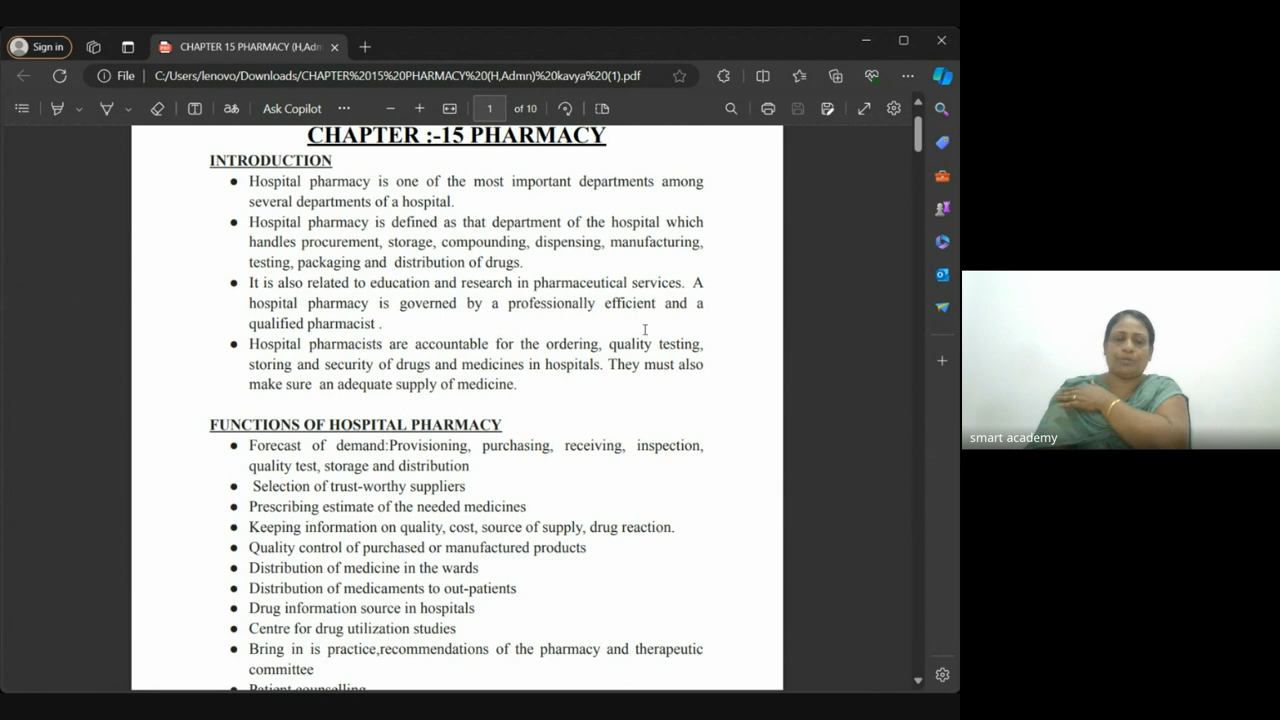 Sign in
CHAPTER 15 PHARMACY (H,Adm
File
C:/Users/lenovo/Downloads/CHAPTER%2015%20PHARMACY%20(H,Admn)%20kavya%20(1).pdf
Ask Copilot
1 of 10
CHAPTER :-15 PHARMACY
INTRODUCTION
● Hospital pharmacy is one of the most important departments among
several departments of a hospital.
● Hospital pharmacy is defined as that department of the hospital which
handles procurement, storage, compounding, dispensing, manufacturing,
testing, packaging and distribution of drugs.
● It is also related to education and research in pharmaceutical services. A
hospital pharmacy is governed by a professionally efficient and a
qualified pharmacist .
● Hospital pharmacists are accountable for the ordering, quality testing,
storing and security of drugs and medicines in hospitals. They must also
make sure an adequate supply of medicine.
FUNCTIONS OF HOSPITAL PHARMACY
● Forecast of demand:Provisioning, purchasing, receiving, inspection,
quality test, storage and distribution
● Selection of trust-worthy suppliers
● Prescribing estimate of the needed medicines
● Keeping information on quality, cost, source of supply, drug reaction.
● Quality control of purchased or manufactured products
● Distribution of medicine in the wards
● Distribution of medicaments to out-patients
● Drug information source in hospitals
● Centre for drug utilization studies
● Bring in is practice,recommendations of the pharmacy and therapeutic
committee
● Patient counselling
smart academy